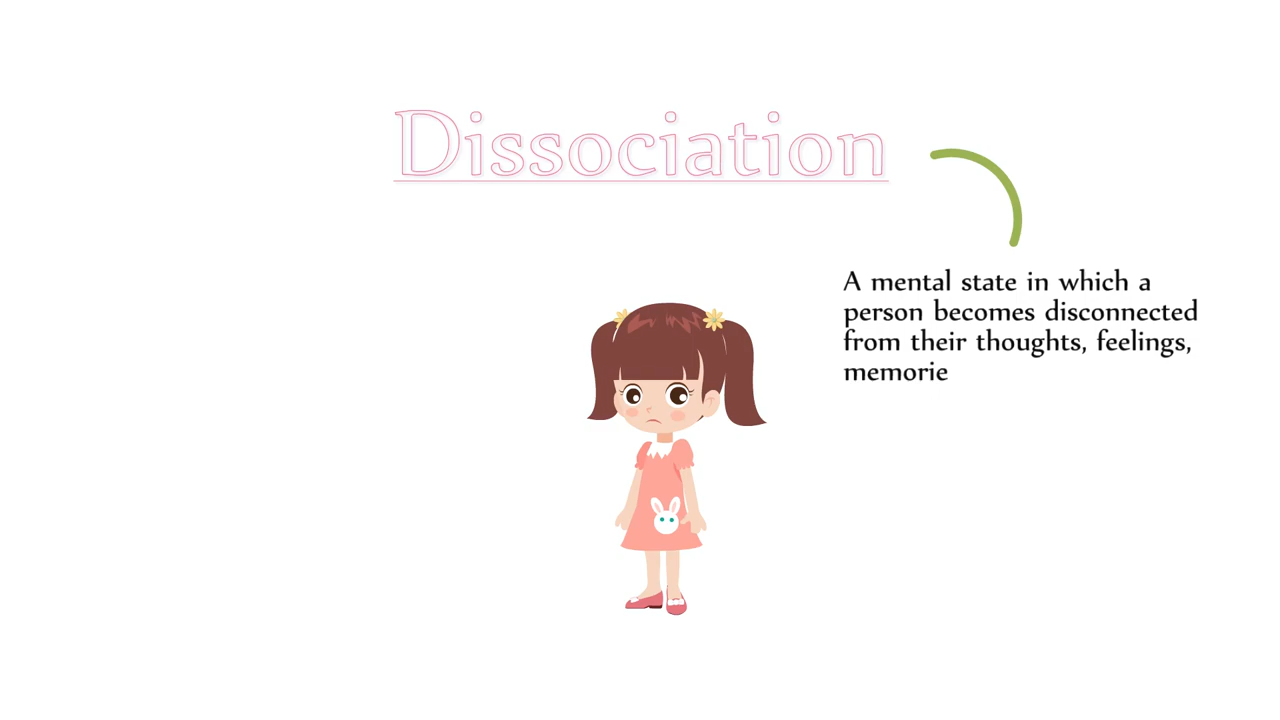 Dissociation
A mental state in which a
person becomes disconnected
from their thoughts, feelings,
memorie